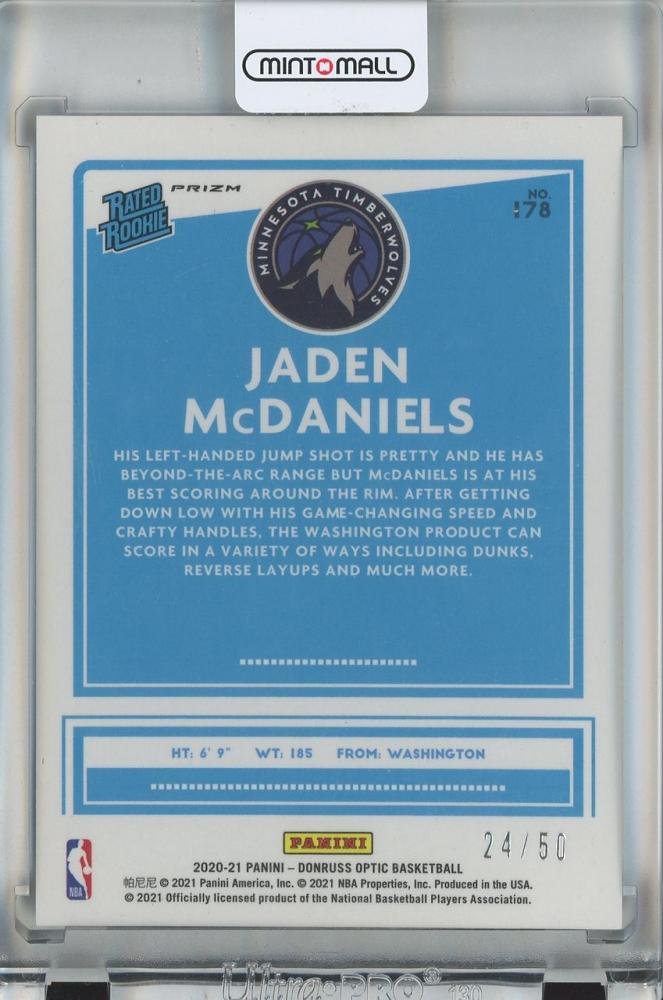 MINTOMALL
RATED ROOKIE
PRIZM
NO.
178
MINNESOTA TIMBERWOLVES
JADEN
McDANIELS
HIS LEFT-HANDED JUMP SHOT IS PRETTY AND HE HAS
BEYOND-THE-ARC RANGE BUT McDANIELS IS AT HIS
BEST SCORING AROUND THE RIM. AFTER GETTING
DOWN LOW WITH HIS GAME-CHANGING SPEED AND
CRAFTY HANDLES, THE WASHINGTON PRODUCT CAN
SCORE IN A VARIETY OF WAYS INCLUDING DUNKS,
REVERSE LAYUPS AND MUCH MORE.
HT: 6' 9" WT: 185 FROM: WASHINGTON
PANINI
24/50
NBA
2020-21 PANINI – DONRUSS OPTIC BASKETBALL
帕尼尼 © 2021 Panini America, Inc. © 2021 NBA Properties, Inc. Produced in the USA.
© 2021 Officially licensed product of the National Basketball Players Association.
Ultra•PRO® 130